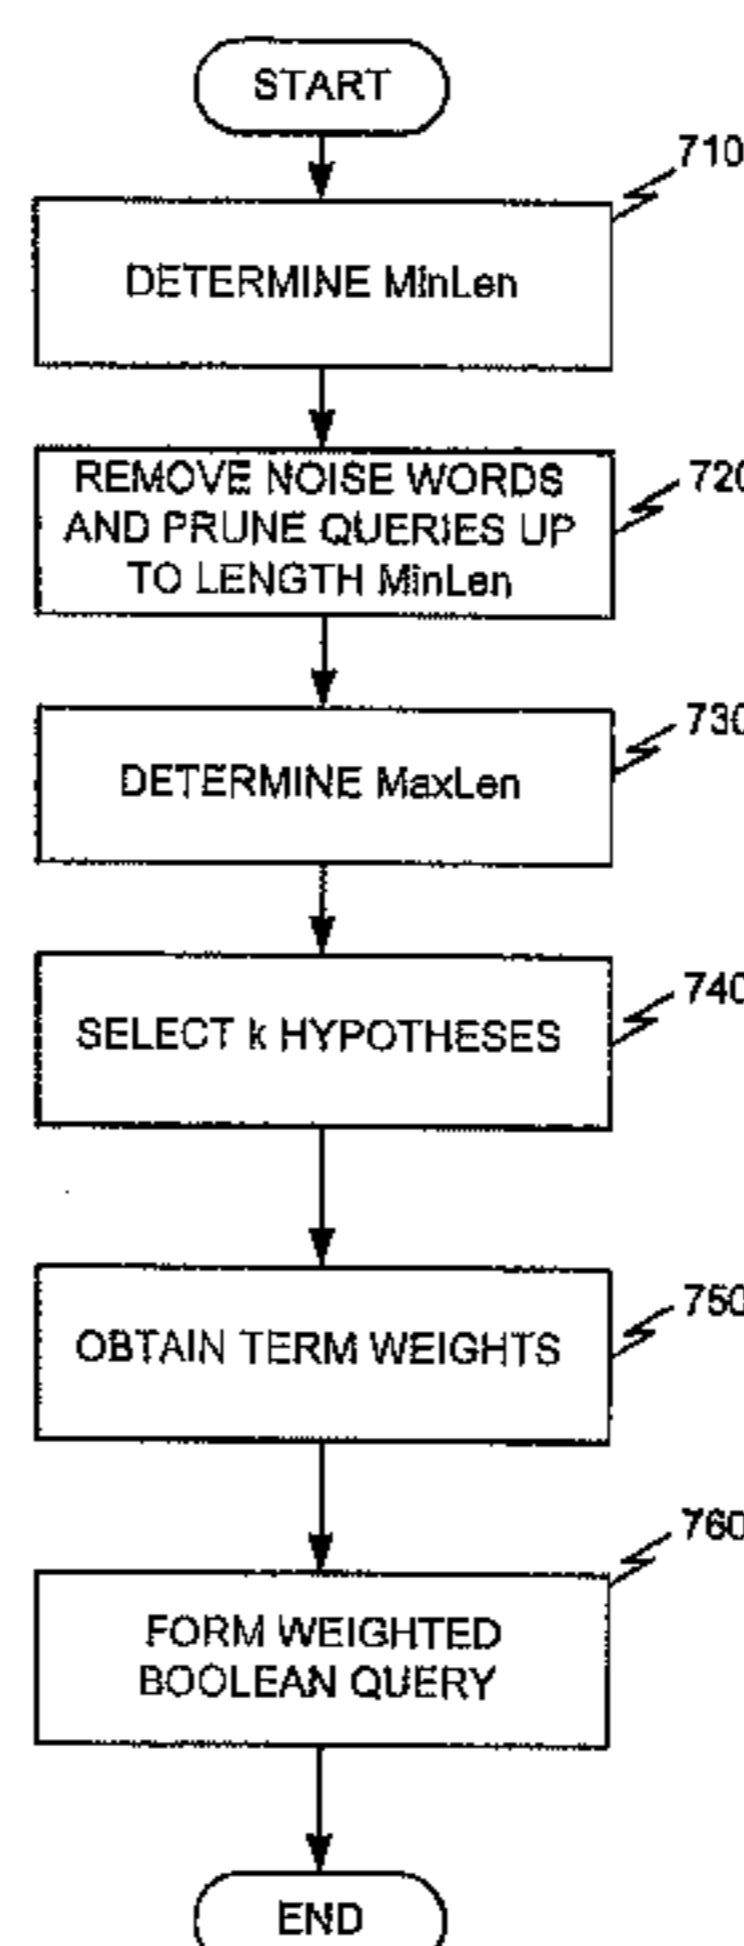 START
710
DETERMINE MinLen
REMOVE NOISE WORDS
AND PRUNE QUERIES UP
TO LENGTH MinLen
720
DETERMINE MaxLen
730
SELECT k HYPOTHESES
740
OBTAIN TERM WEIGHTS
750
FORM WEIGHTED
BOOLEAN QUERY
760
END